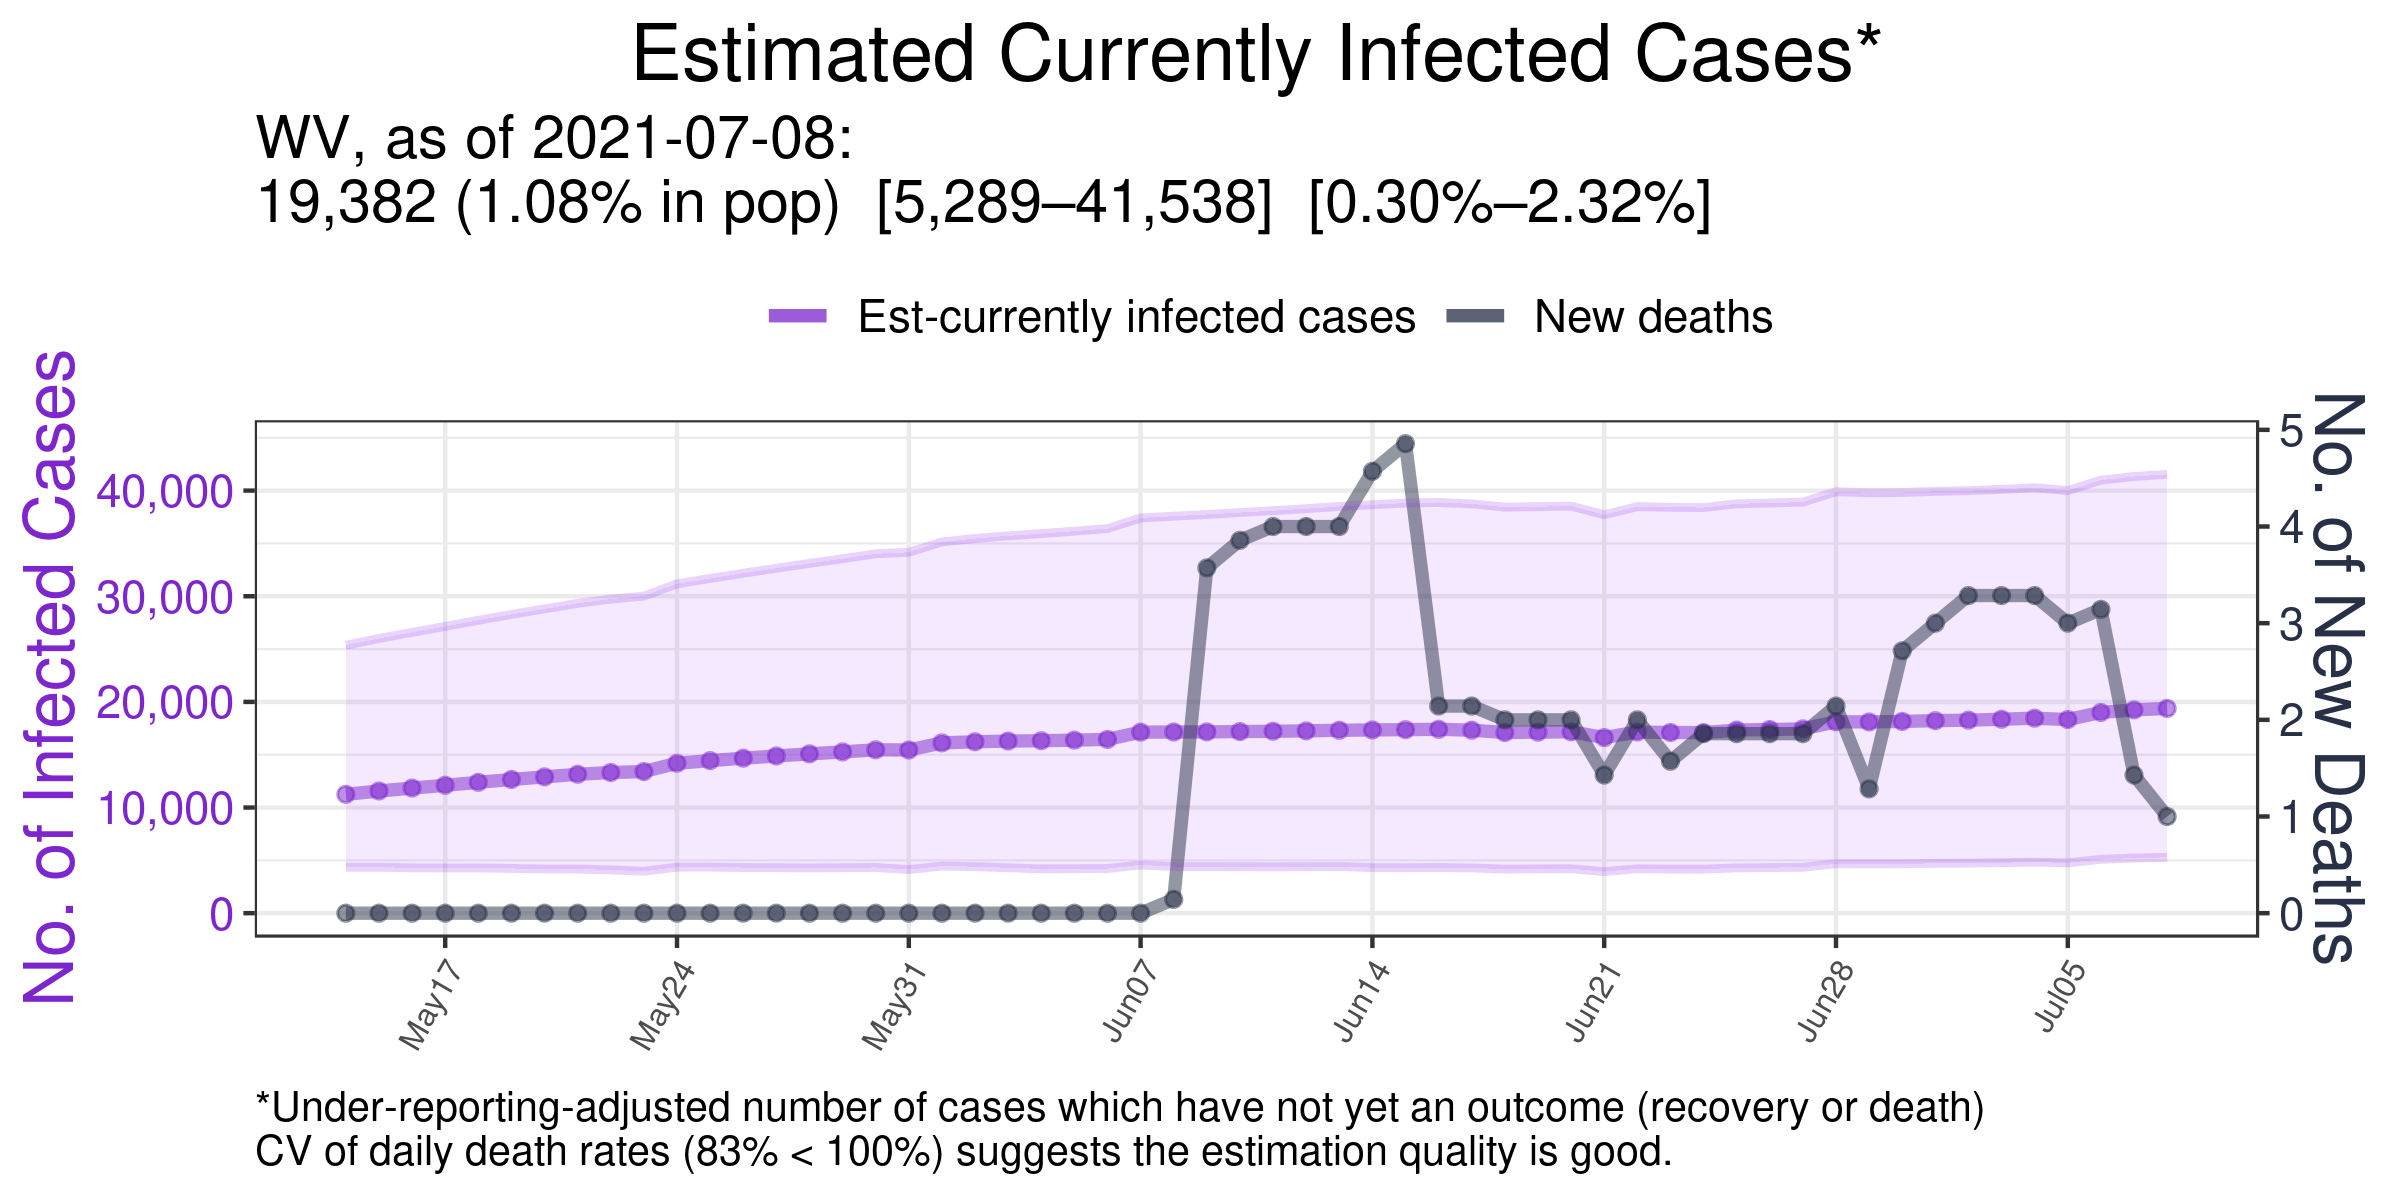 Estimated Currently Infected Cases*
WV, as of 2021-07-08:
19,382 (1.08% in pop)  [5,289–41,538]  [0.30%–2.32%]
Est-currently infected cases
New deaths
No. of Infected Cases
40,000
30,000
20,000
10,000
0
5
4
3
2
1
0
No. of New Deaths
May17
May24
May31
Jun07
Jun14
Jun21
Jun28
Jul05
*Under-reporting-adjusted number of cases which have not yet an outcome (recovery or death)
CV of daily death rates (83% < 100%) suggests the estimation quality is good.